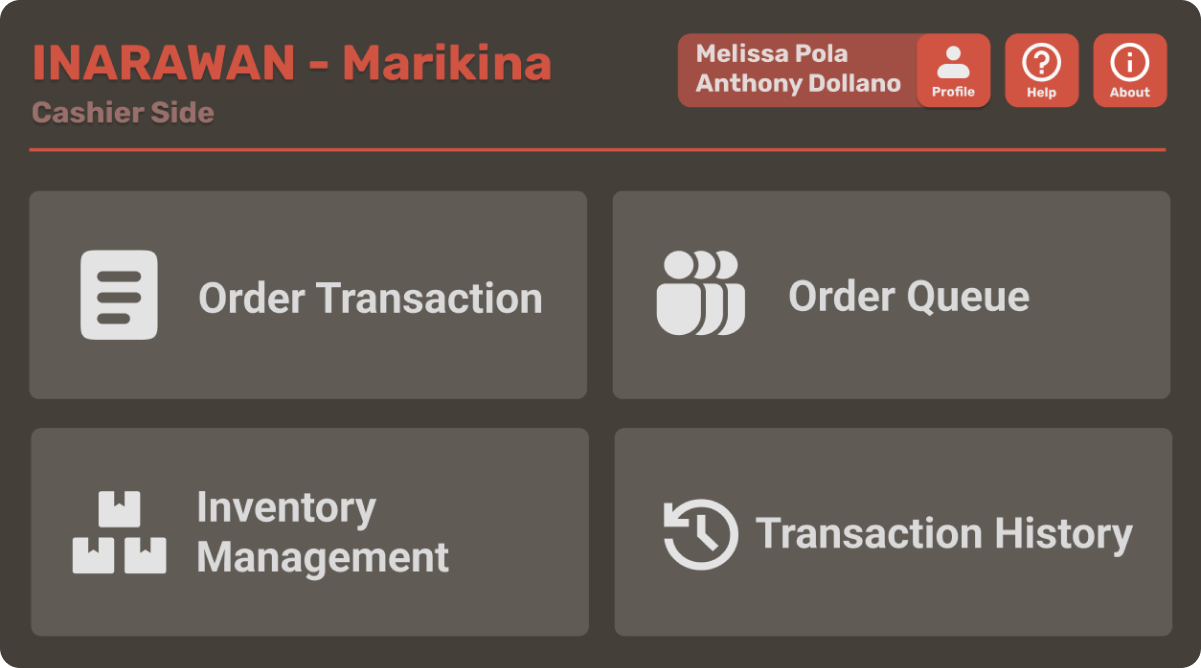 INARAWAN - Marikina
Cashier Side
Melissa Pola
Anthony Dollano
Profile
Help
About
Order Transaction
Order Queue
Inventory
Management
Transaction History